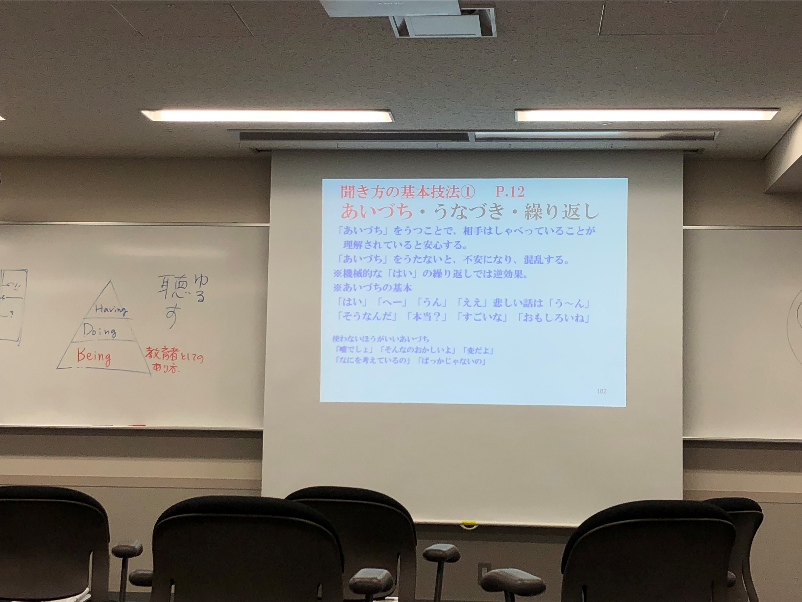 聞き方の基本技法① P.12
あいづち・うなづき・繰り返し
「あいづち」をうつことで、相手はしゃべっていることが
理解されていると安心する。
「あいづち」をうたないと、不安になり、混乱する。
※機械的な「はい」の繰り返しでは逆効果。
※あいづちの基本
「はい」「へー」「うん」「ええ」悲しい話は「う～ん」
「そうなんだ」「本当？」「すごいな」「おもしろいね」
使わないほうがいいあいづち
「嘘でしょ」「そんなのおかしいよ」「変だよ」
「なにを考えているの」「ばっかじゃないの」
Having
Doing
Being
教育者としての
あり方
聴す
ゆる